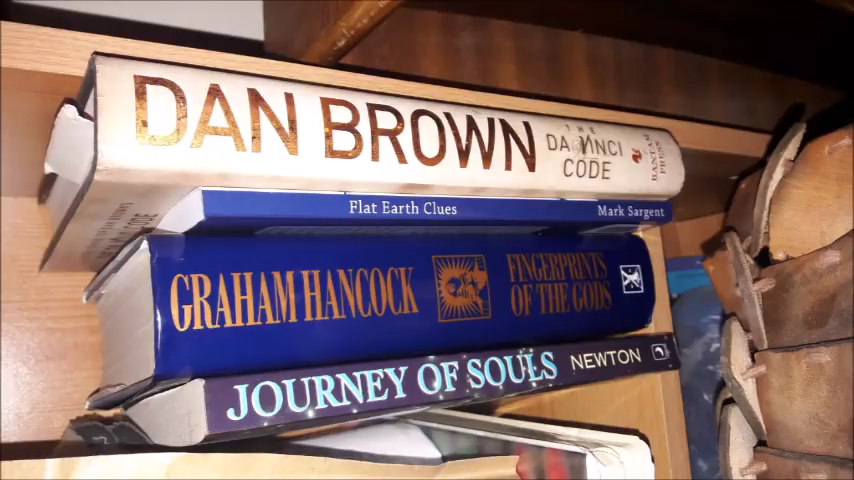 DAN BROWN
THE
DA VINCI
CODE
BANTAM
PRESS
Flat Earth Clues Mark Sargent
GRAHAM HANCOCK
FINGERPRINTS
OF THE GODS
JOURNEY OF SOULS NEWTON